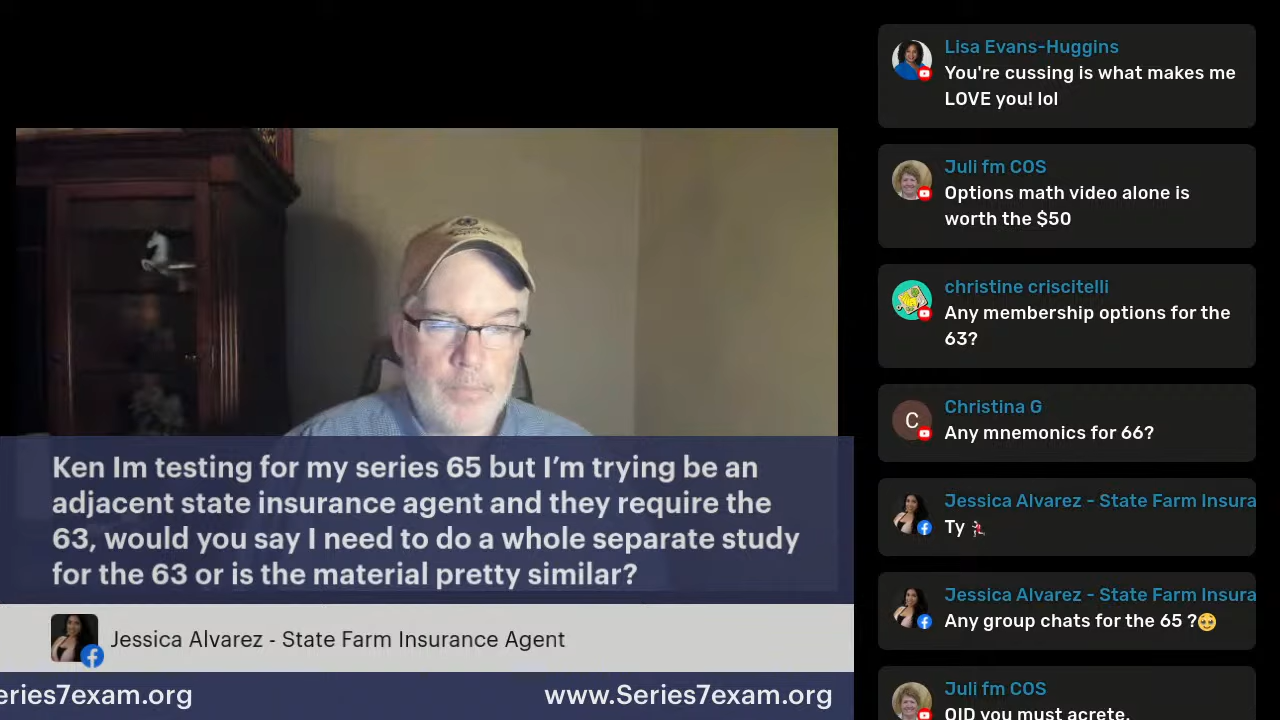 Ken Im testing for my series 65 but I’m trying be an
adjacent state insurance agent and they require the
63, would you say I need to do a whole separate study
for the 63 or is the material pretty similar?
Jessica Alvarez - State Farm Insurance Agent
eries7exam.org
www.Series7exam.org
Lisa Evans-Huggins
You're cussing is what makes me
LOVE you! lol
Juli fm COS
Options math video alone is
worth the $50
christine criscitelli
Any membership options for the
63?
C
Christina G
Any mnemonics for 66?
Jessica Alvarez - State Farm Insura
Ty 💃🏻
Jessica Alvarez - State Farm Insura
Any group chats for the 65 ?🥹
Juli fm COS
OID you must acrete.